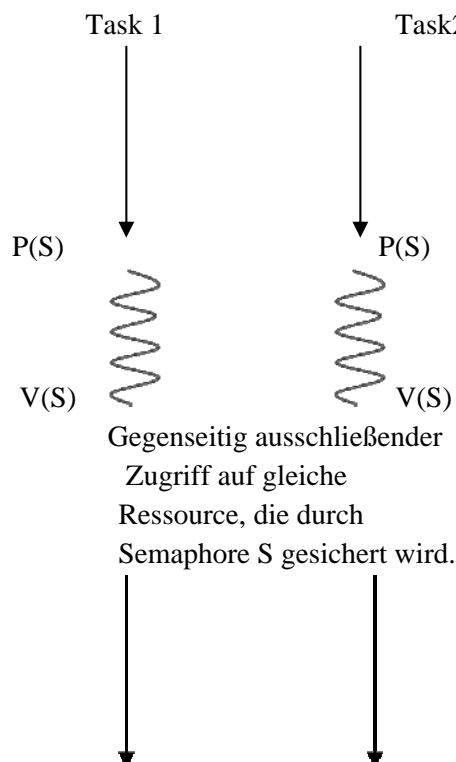 Task 1 Task2
P(S) P(S)
V(S) V(S)
Gegenseitig ausschließender
Zugriff auf gleiche
Ressource, die durch
Semaphore S gesichert wird.